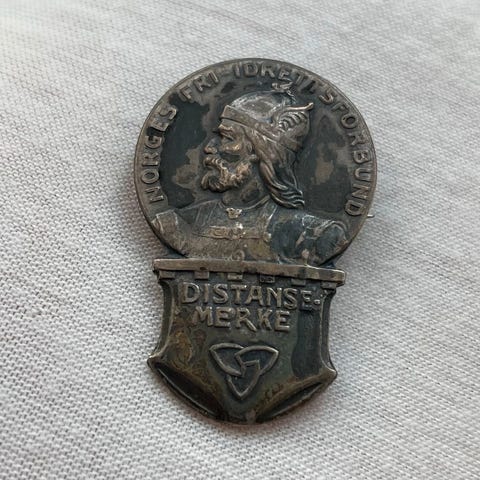 NORGES FRI-IDRETTSFORBUND
DISTANSE-
MERKE